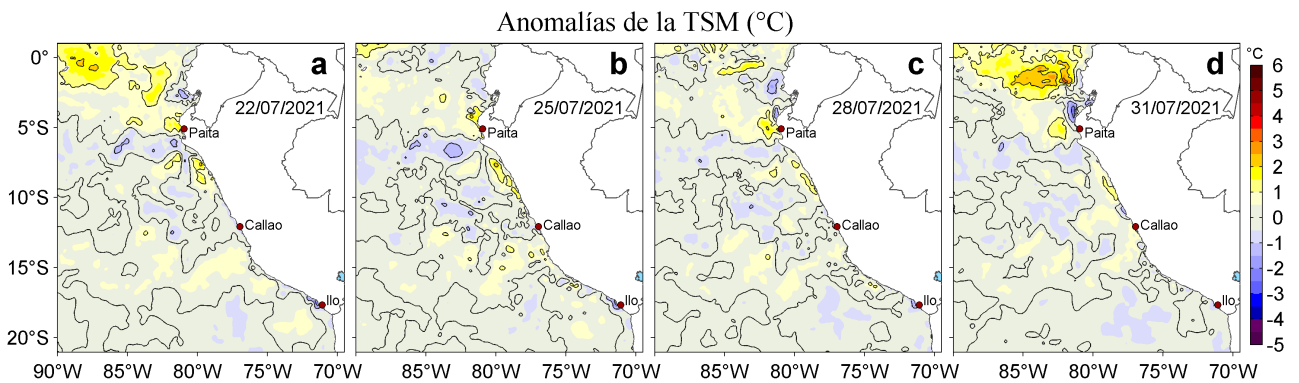 Anomalías de la TSM (°C)
a b c d
°C
22/07/2021 25/07/2021 28/07/2021 31/07/2021
Paita Paita Paita Paita
Callao Callao Callao Callao
Ilo Ilo Ilo Ilo
0°
5°S
10°S
15°S
20°S
90°W 85°W 80°W 75°W 70°W 85°W 80°W 75°W 70°W 85°W 80°W 75°W 70°W 85°W 80°W 75°W 70°W
6
5
4
3
2
1
0
-1
-2
-3
-4
-5